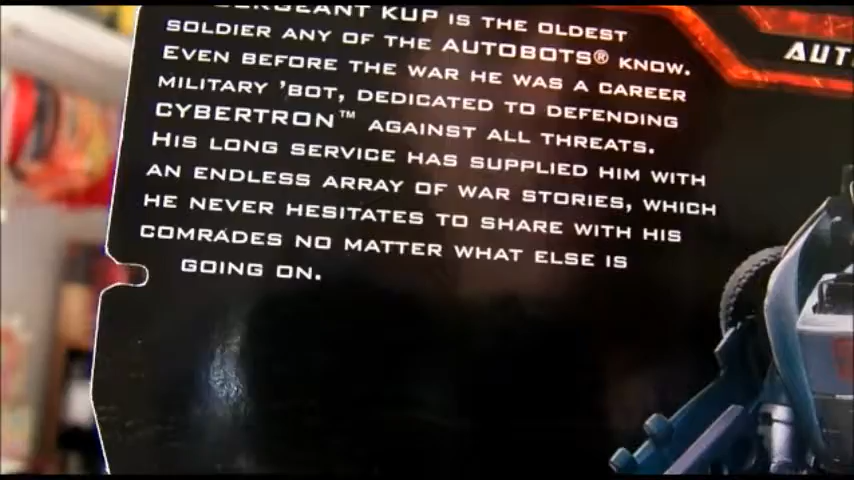 SERGEANT KUP IS THE OLDEST
SOLDIER ANY OF THE AUTOBOTS® KNOW.
EVEN BEFORE THE WAR HE WAS A CAREER
MILITARY 'BOT, DEDICATED TO DEFENDING
CYBERTRON™ AGAINST ALL THREATS.
HIS LONG SERVICE HAS SUPPLIED HIM WITH
AN ENDLESS ARRAY OF WAR STORIES, WHICH
HE NEVER HESITATES TO SHARE WITH HIS
COMRADES NO MATTER WHAT ELSE IS
GOING ON.
AUT